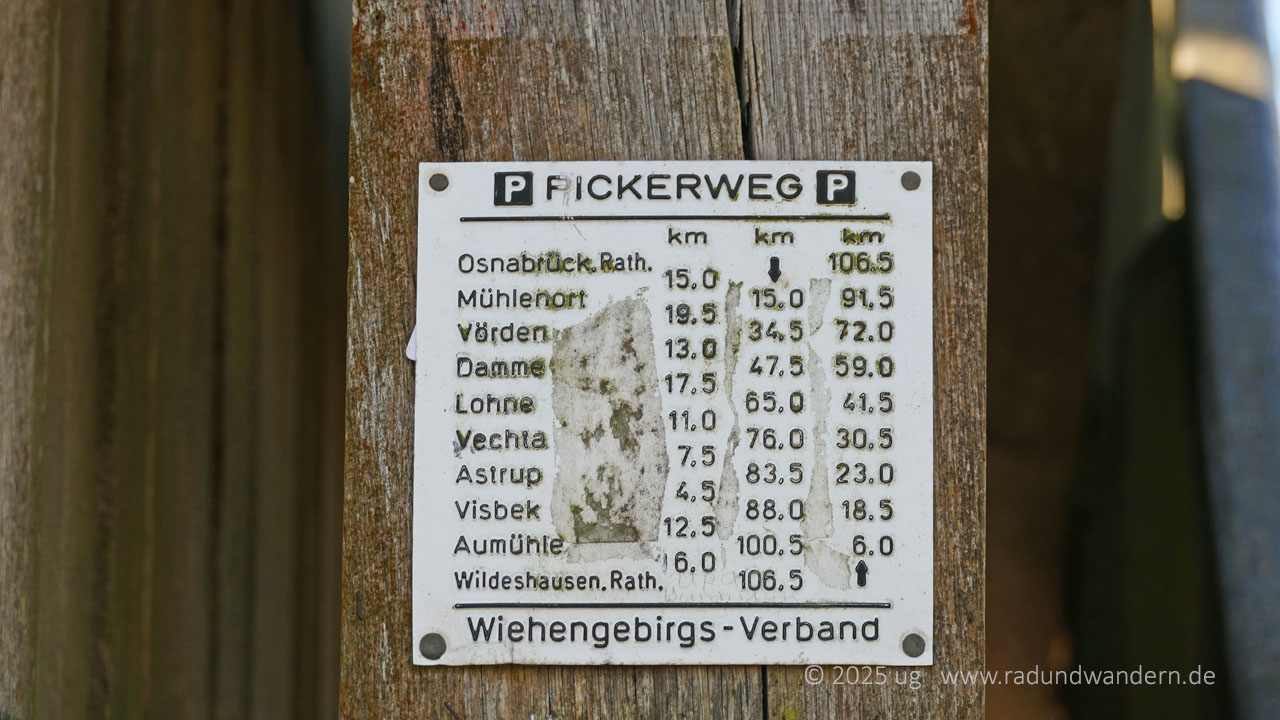 P PICKERWEG P
km km km
Osnabrück.Rath. 106.5
15.0
Mühlenort 15.0 91.5
19.5
Vörden 34.5 72.0
13.0
Damme 47.5 59.0
17.5
Lohne 65.0 41.5
11.0
Vechta 76.0 30.5
7.5
Astrup 83.5 23.0
4.5
Visbek 88.0 18.5
12.5
Aumühle 100.5 6.0
6.0
Wildeshausen.Rath. 106.5
Wiehengebirgs-Verband
© 2025 ug www.radundwandern.de